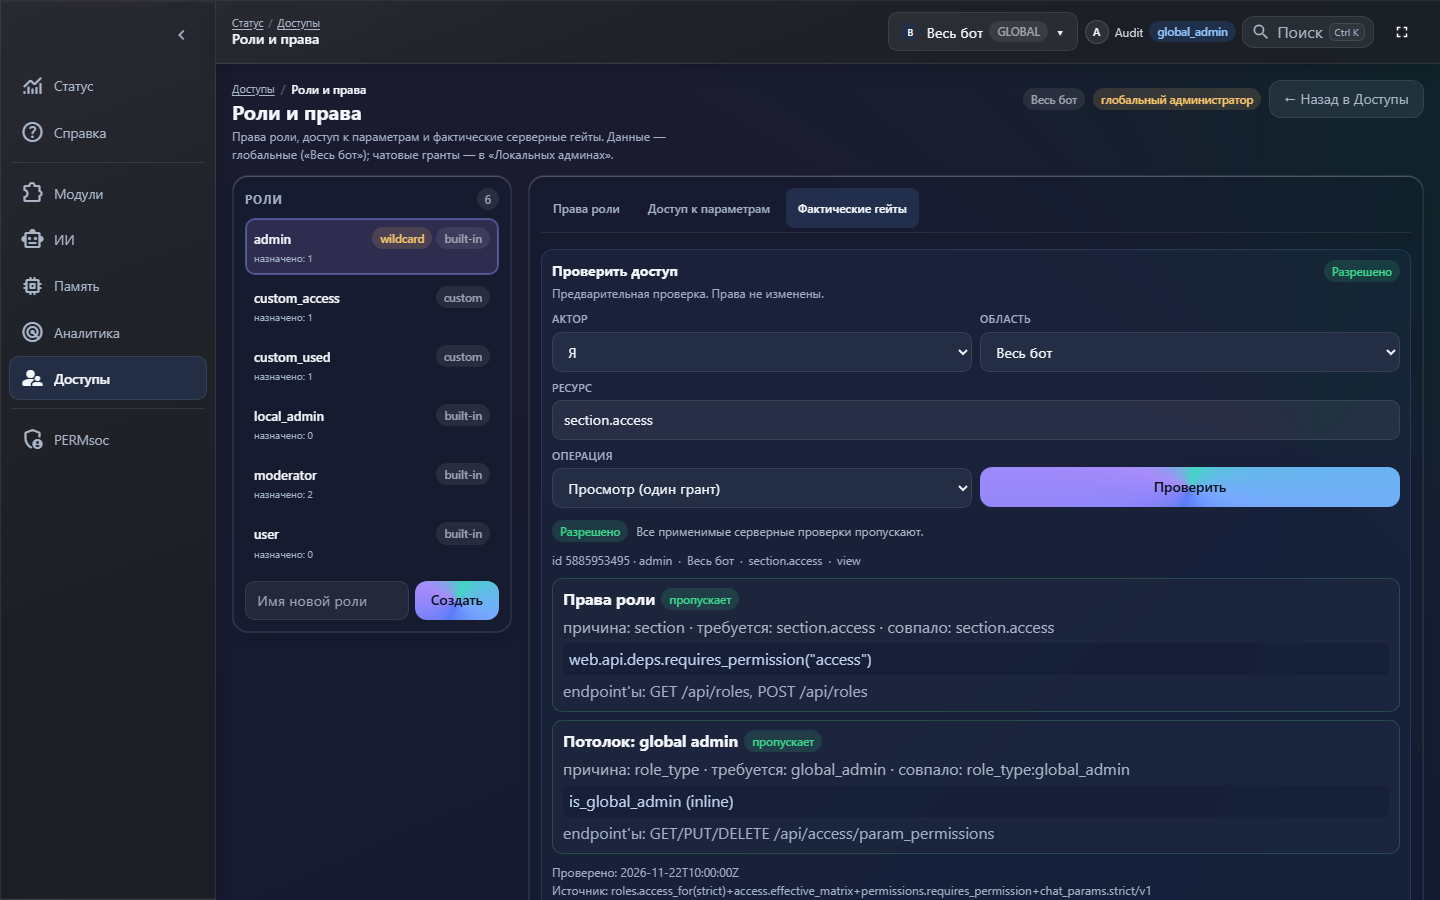 Статус / Доступы
Роли и права
B Весь бот GLOBAL ▾
A Audit global_admin
Поиск Ctrl K
Статус
Справка
Модули
ИИ
Память
Аналитика
Доступы
PERMsoc
Доступы / Роли и права
Роли и права
Права роли, доступ к параметрам и фактические серверные гейты. Данные —
глобальные («Весь бот»); чатовые гранты — в «Локальных админах».
Весь бот глобальный администратор ← Назад в Доступы
РОЛИ 6
admin wildcard built-in
назначено: 1
custom_access custom
назначено: 1
custom_used custom
назначено: 1
local_admin built-in
назначено: 0
moderator built-in
назначено: 2
user built-in
назначено: 0
Имя новой роли Создать
Права роли Доступ к параметрам Фактические гейты
Проверить доступ Разрешено
Предварительная проверка. Права не изменены.
АКТОР ОБЛАСТЬ
Я Весь бот
РЕСУРС
section.access
ОПЕРАЦИЯ
Просмотр (один грант) Проверить
Разрешено Все применимые серверные проверки пропускают.
id 5885953495 · admin · Весь бот · section.access · view
Права роли пропускает
причина: section · требуется: section.access · совпало: section.access
web.api.deps.requires_permission("access")
endpoint'ы: GET /api/roles, POST /api/roles
Потолок: global admin пропускает
причина: role_type · требуется: global_admin · совпало: role_type:global_admin
is_global_admin (inline)
endpoint'ы: GET/PUT/DELETE /api/access/param_permissions
Проверено: 2026-11-22T10:00:00Z
Источник: roles.access_for(strict)+access.effective_matrix+permissions.requires_permission+chat_params.strict/v1